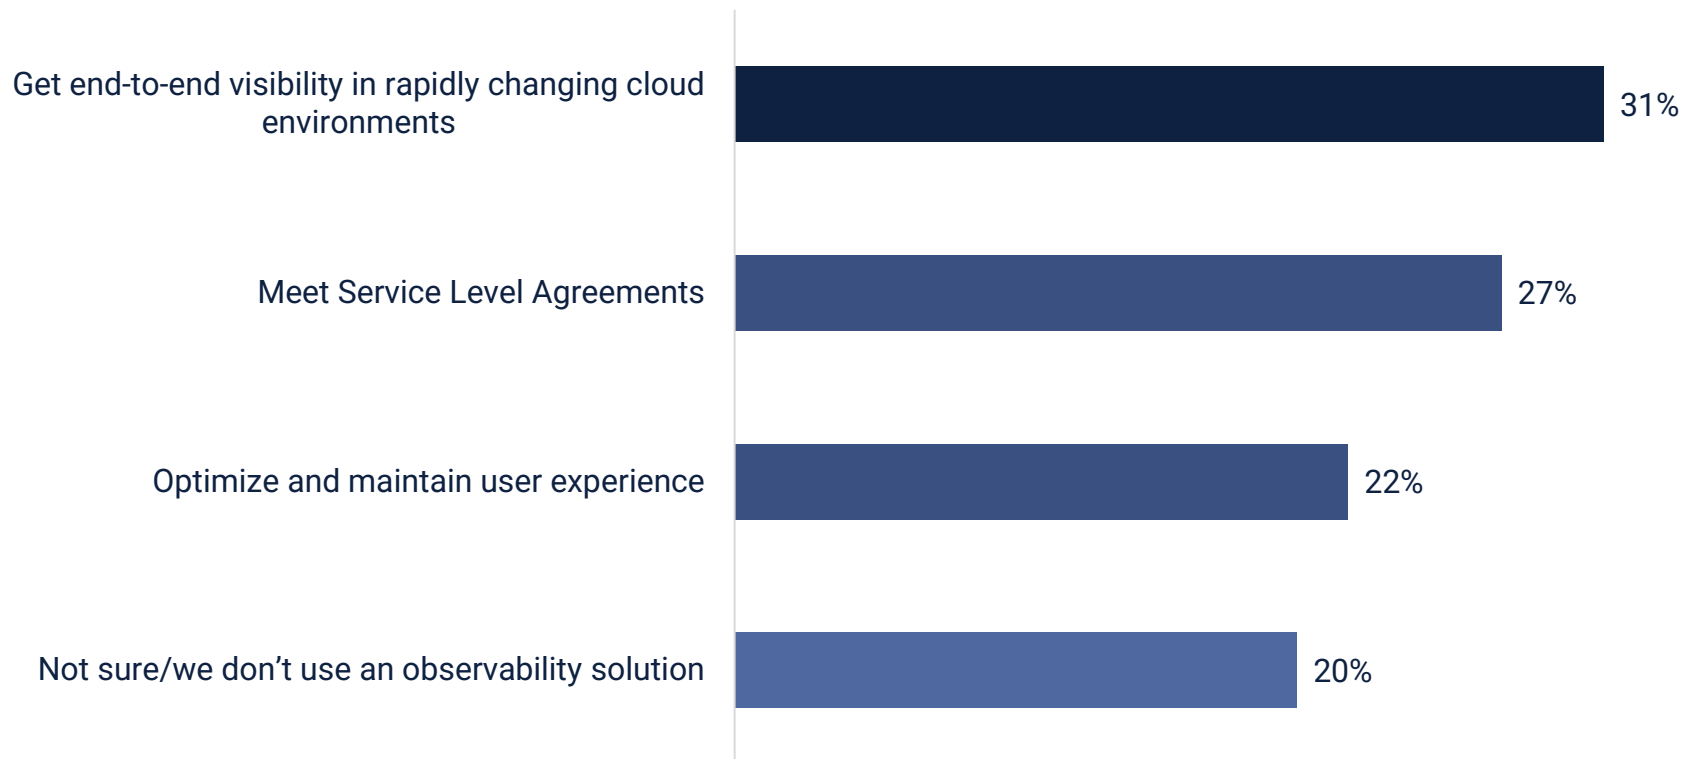 Get end-to-end visibility in rapidly changing cloud
environments
31%
Meet Service Level Agreements
27%
Optimize and maintain user experience
22%
Not sure/we don’t use an observability solution
20%